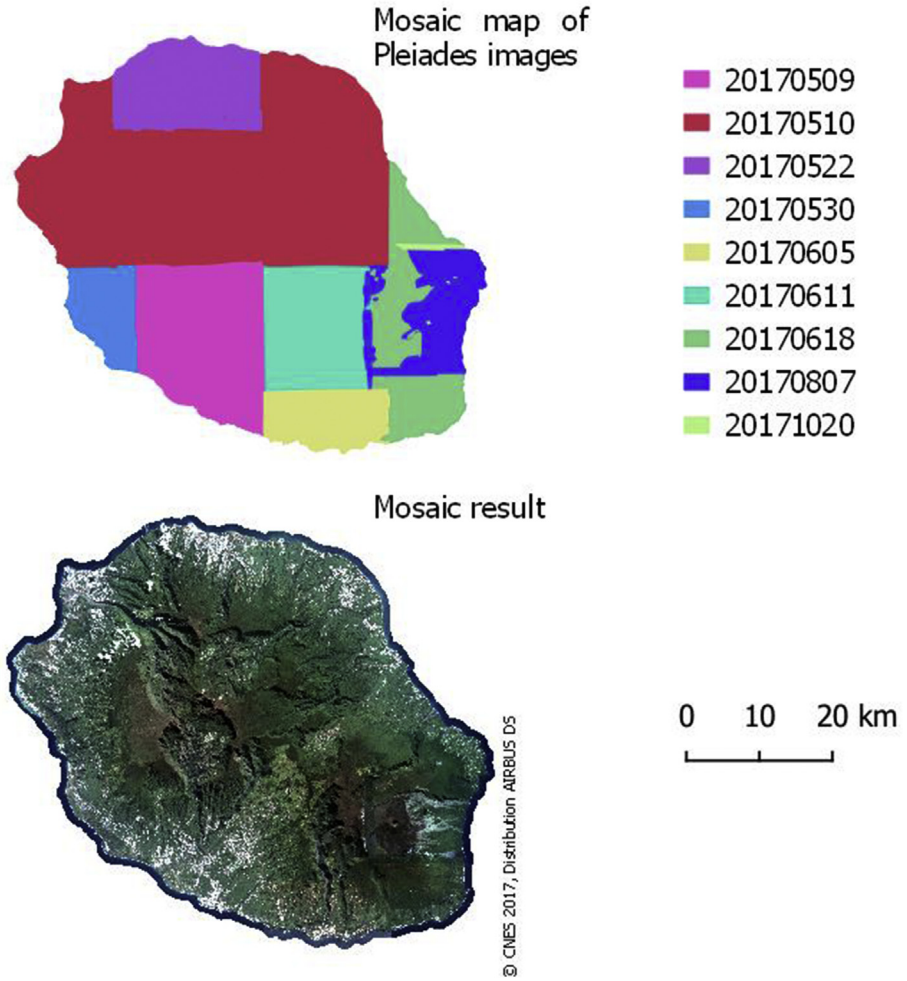 Mosaic map of
Pleiades images
20170509
20170510
20170522
20170530
20170605
20170611
20170618
20170807
20171020
Mosaic result
0 10 20 km
© CNES 2017, Distribution AIRBUS DS